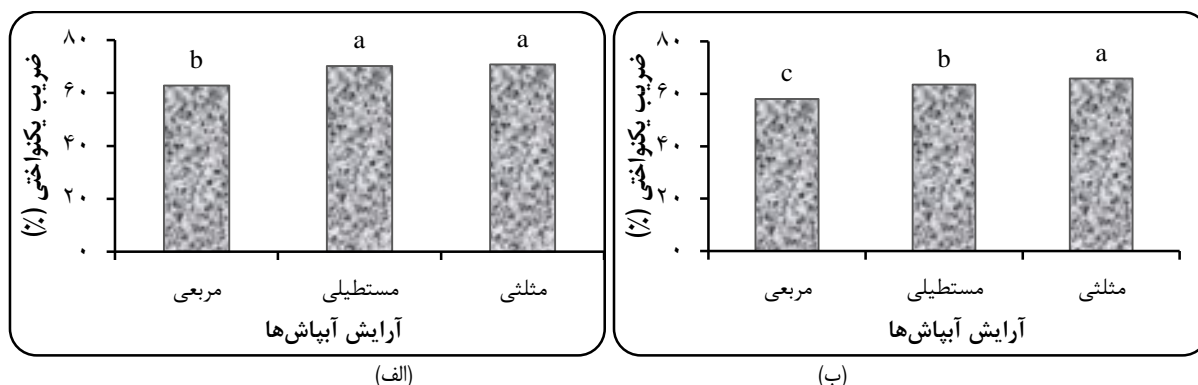 ضریب یکنواختی (٪)
۸۰
۶۰
۴۰
۲۰
۰
b
a
a
مربعی
مستطیلی
مثلثی
آرایش آبپاش‌ها
(الف)
ضریب یکنواختی (٪)
۸۰
۶۰
۴۰
۲۰
۰
c
b
a
مربعی
مستطیلی
مثلثی
آرایش آبپاش‌ها
(ب)